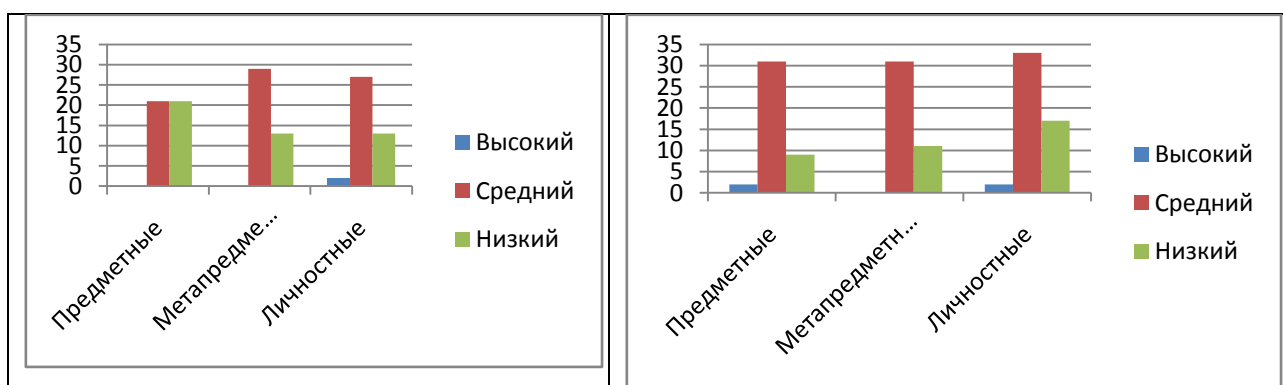 35
30
25
20
15
10
5
0
Предметные
Метапредме...
Личностные
Высокий
Средний
Низкий
35
30
25
20
15
10
5
0
Предметные
Метапредметн...
Личностные
Высокий
Средний
Низкий